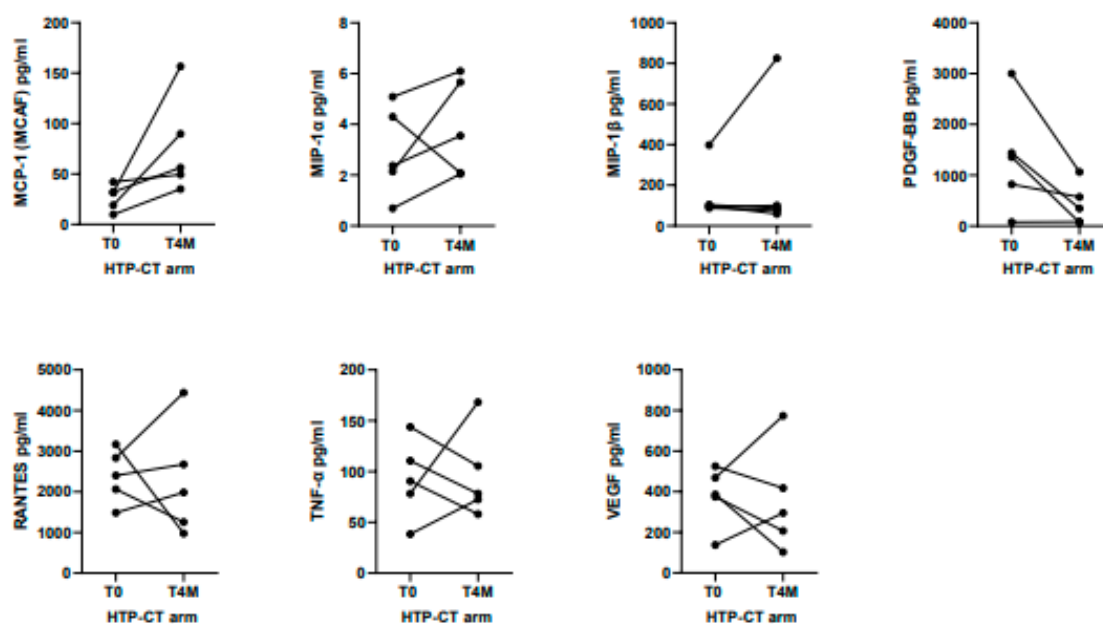 MCP-1 (MCAF) pg/ml
200
150
100
50
0
T0 T4M
HTP-CT arm
MIP-1α pg/ml
8
6
4
2
0
T0 T4M
HTP-CT arm
MIP-1β pg/ml
1000
800
600
400
200
0
T0 T4M
HTP-CT arm
PDGF-BB pg/ml
4000
3000
2000
1000
0
T0 T4M
HTP-CT arm
RANTES pg/ml
5000
4000
3000
2000
1000
0
T0 T4M
HTP-CT arm
TNF-α pg/ml
200
150
100
50
0
T0 T4M
HTP-CT arm
VEGF pg/ml
1000
800
600
400
200
0
T0 T4M
HTP-CT arm